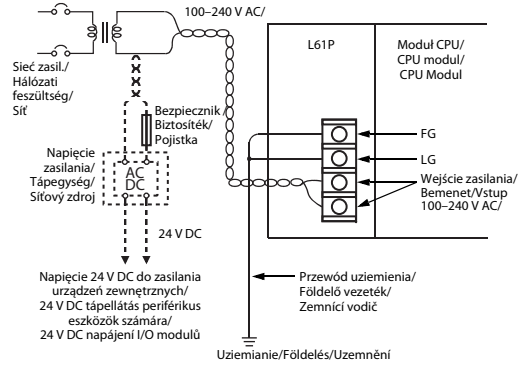 100–240 V AC/
Sieć zasil./
Hálózati
feszültség/
Síť
L61P
Moduł CPU/
CPU modul/
CPU Modul
Bezpiecznik/
Biztosíték/
Pojistka
FG
LG
Napięcie
zasilania/
Tápegység/
Síťový zdroj
AC
DC
Wejście zasilania/
Bemenet/Vstup
100–240 V AC/
24 V DC
Napięcie 24 V DC do zasilania
urządzeń zewnętrznych/
24 V DC tápellátás periférikus
eszközök számára/
24 V DC napájení I/O modulů
Przewód uziemienia/
Földelő vezeték/
Zemnící vodič
Uziemianie/Földelés/Uzemnění